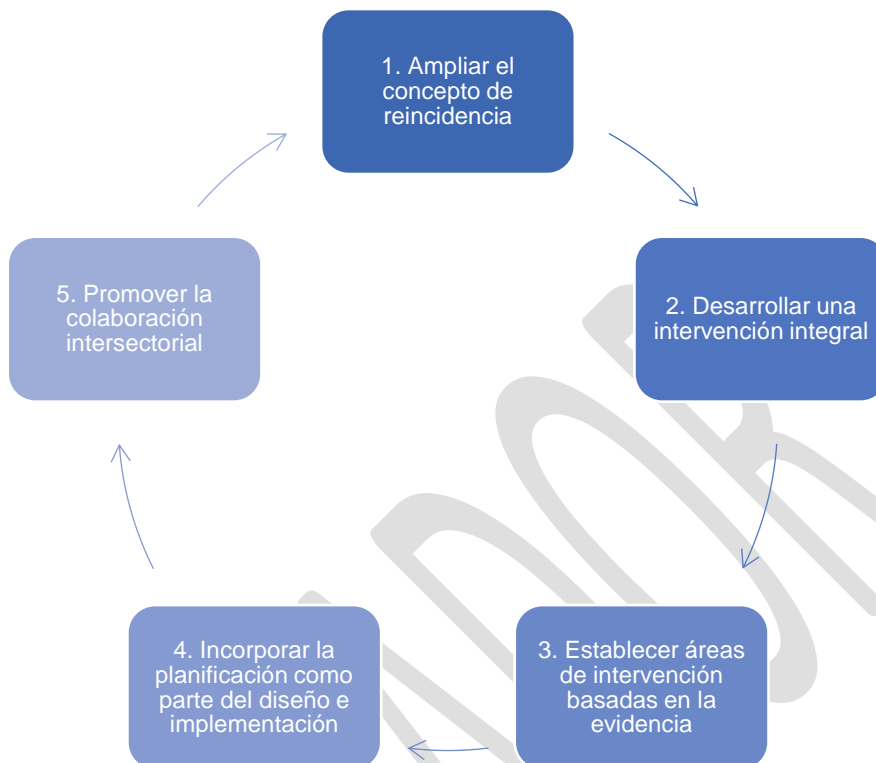 1. Ampliar el
concepto de
reincidencia
2. Desarrollar una
intervención integral
3. Establecer áreas
de intervención
basadas en la
evidencia
4. Incorporar la
planificación como
parte del diseño e
implementación
5. Promover la
colaboración
intersectorial